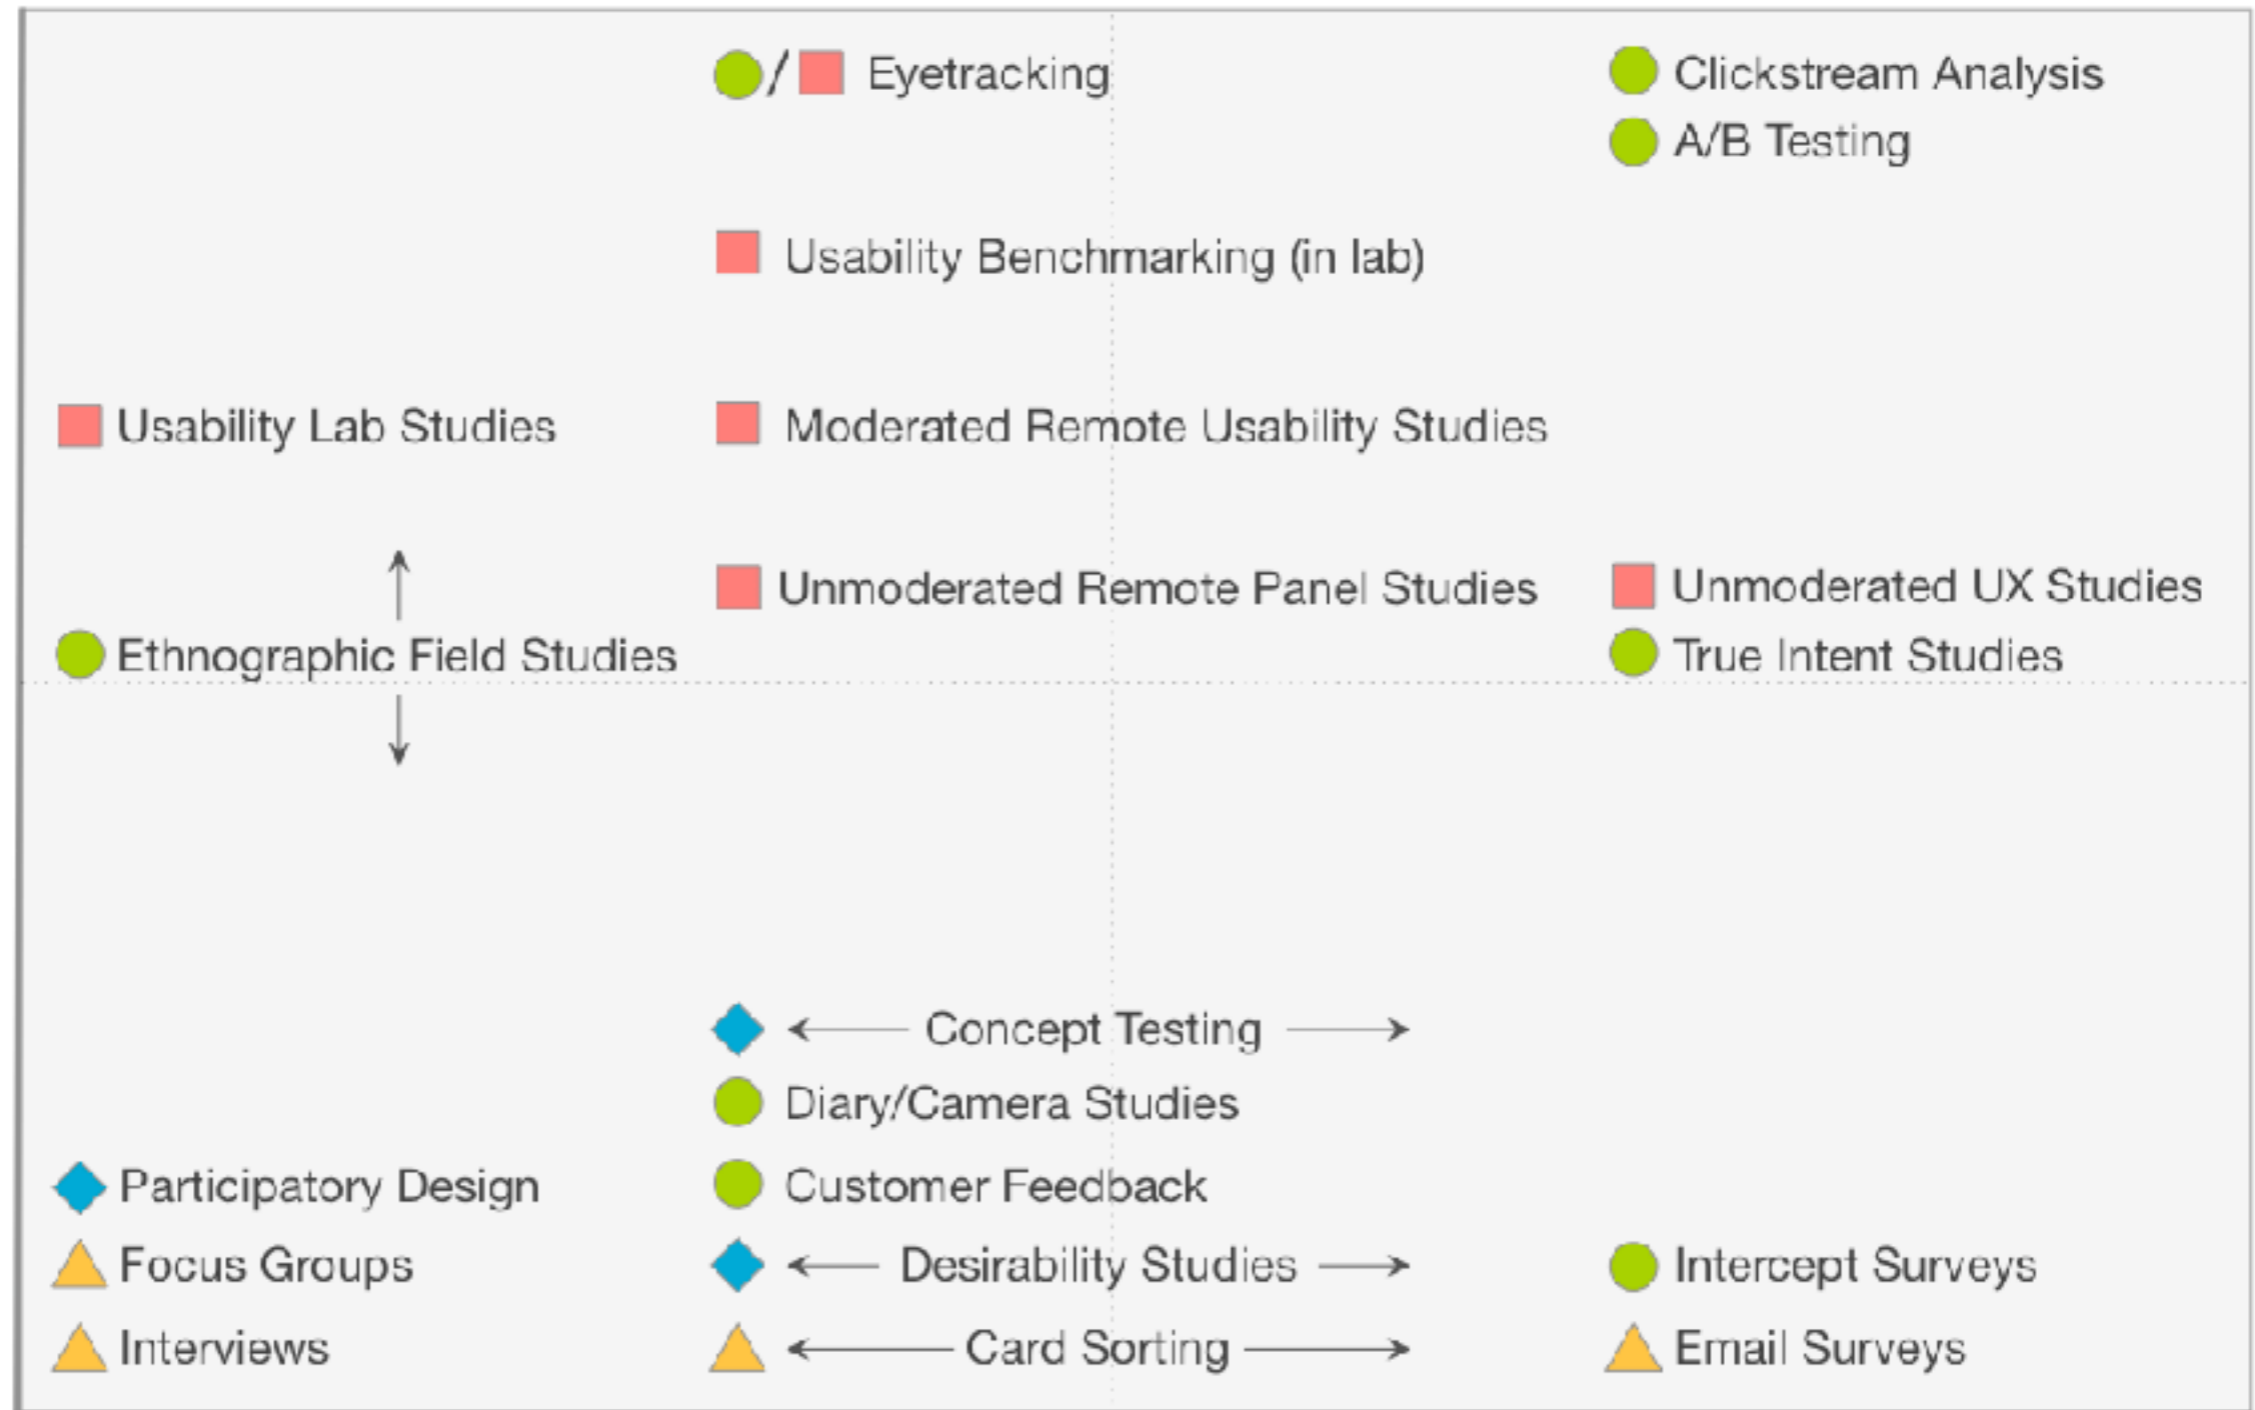 / Eyetracking
Clickstream Analysis
A/B Testing
Usability Benchmarking (in lab)
Usability Lab Studies
Moderated Remote Usability Studies
Unmoderated Remote Panel Studies
Unmoderated UX Studies
Ethnographic Field Studies
True Intent Studies
Concept Testing
Diary/Camera Studies
Participatory Design
Customer Feedback
Focus Groups
Desirability Studies
Intercept Surveys
Interviews
Card Sorting
Email Surveys